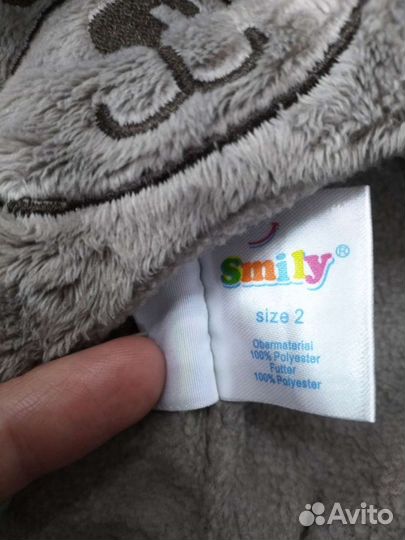 Smily®
size 2
Obermaterial
100% Polyester
Futter
100% Polyester
Avito